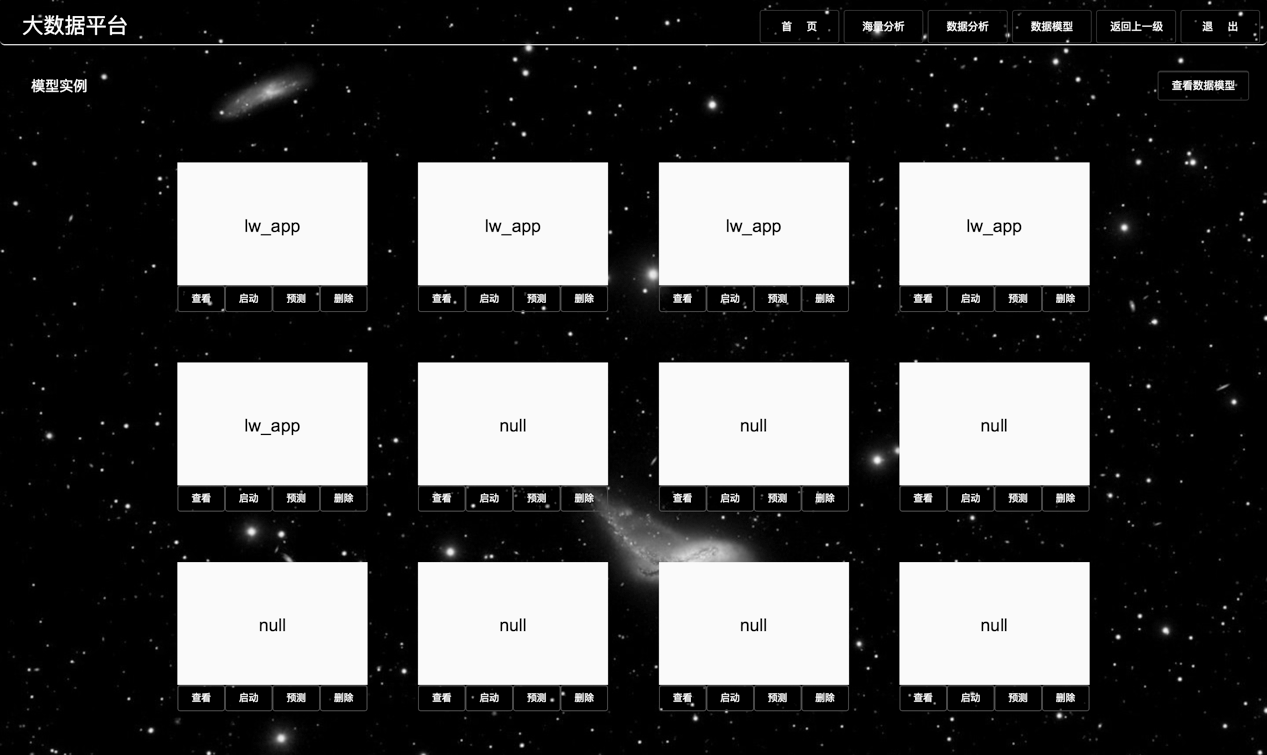 大数据平台
首 页 海量分析 数据分析 数据模型 返回上一级 退 出
模型实例
查看数据模型
lw_app lw_app lw_app lw_app
查看 启动 预测 删除 查看 启动 预测 删除 查看 启动 预测 删除 查看 启动 预测 删除
lw_app null null null
查看 启动 预测 删除 查看 启动 预测 删除 查看 启动 预测 删除 查看 启动 预测 删除
null null null null
查看 启动 预测 删除 查看 启动 预测 删除 查看 启动 预测 删除 查看 启动 预测 删除